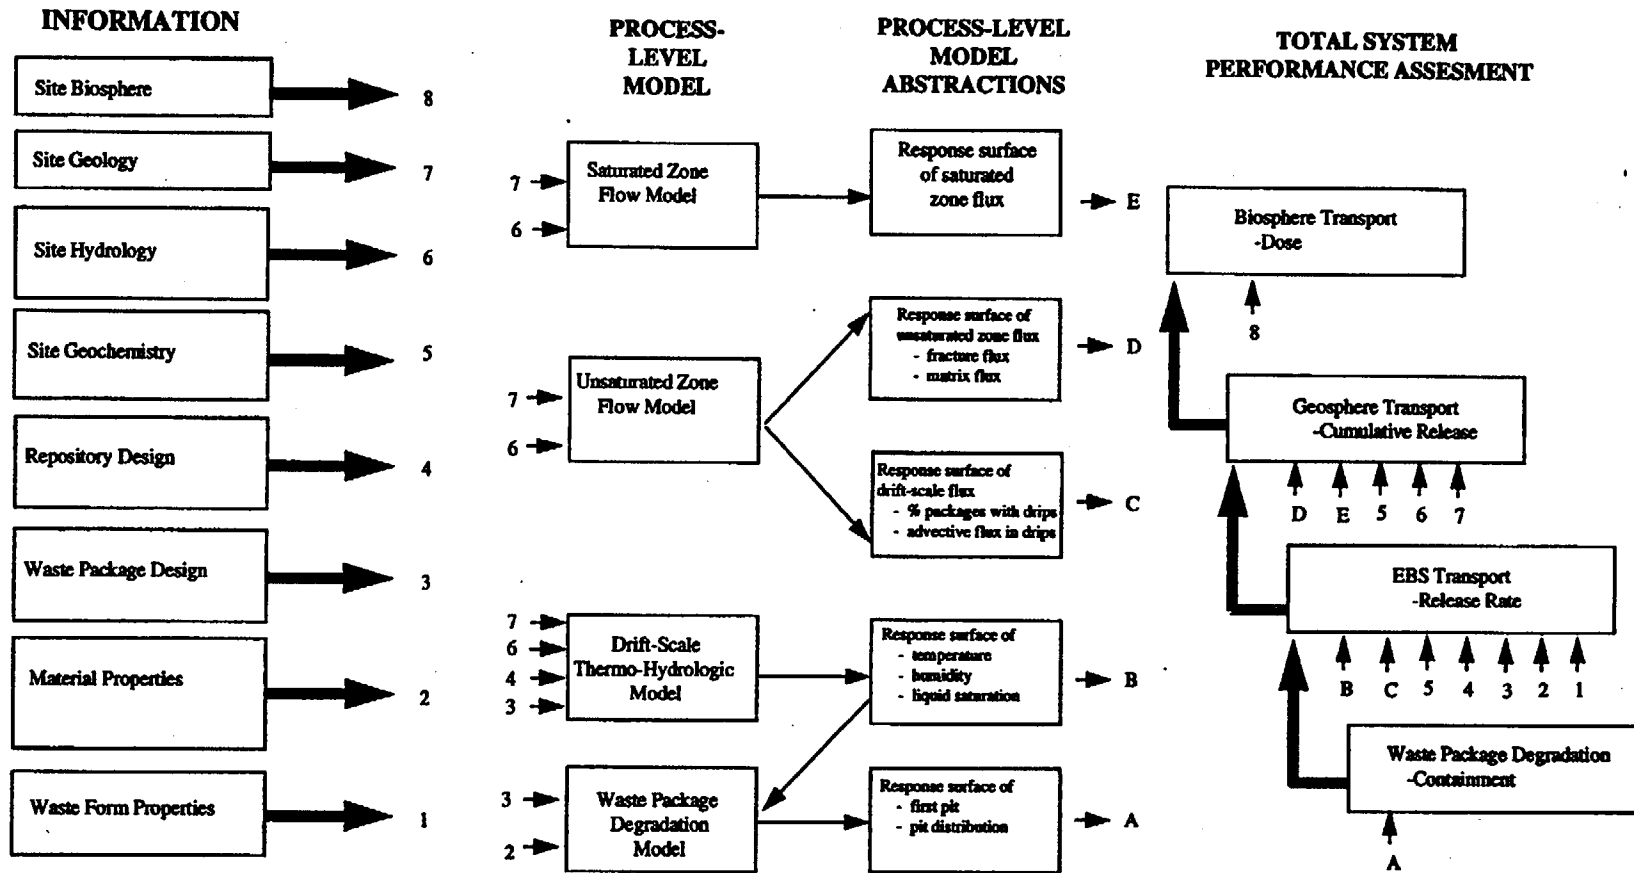 INFORMATION
Site Biosphere
8
Site Geology
7
Site Hydrology
6
Site Geochemistry
5
Repository Design
4
Waste Package Design
3
Material Properties
2
Waste Form Properties
1
PROCESS-
LEVEL
MODEL
7
6
Saturated Zone
Flow Model
7
6
Unsaturated Zone
Flow Model
7
6
4
3
Drift-Scale
Thermo-Hydrologic
Model
3
2
Waste Package
Degradation
Model
PROCESS-LEVEL
MODEL
ABSTRACTIONS
Response surface
of saturated
zone flux
E
Response surface of
unsaturated zone flux
- fracture flux
- matrix flux
D
Response surface of
drift-scale flux
- % packages with drips
- advective flux in drips
C
Response surface of
- temperature
- humidity
- liquid saturation
B
Response surface of
- first pit
- pit distribution
A
TOTAL SYSTEM
PERFORMANCE ASSESMENT
Biosphere Transport
-Dose
8
Geosphere Transport
-Cumulative Release
D E 5 6 7
EBS Transport
-Release Rate
B C 5 4 3 2 1
Waste Package Degradation
-Containment
A